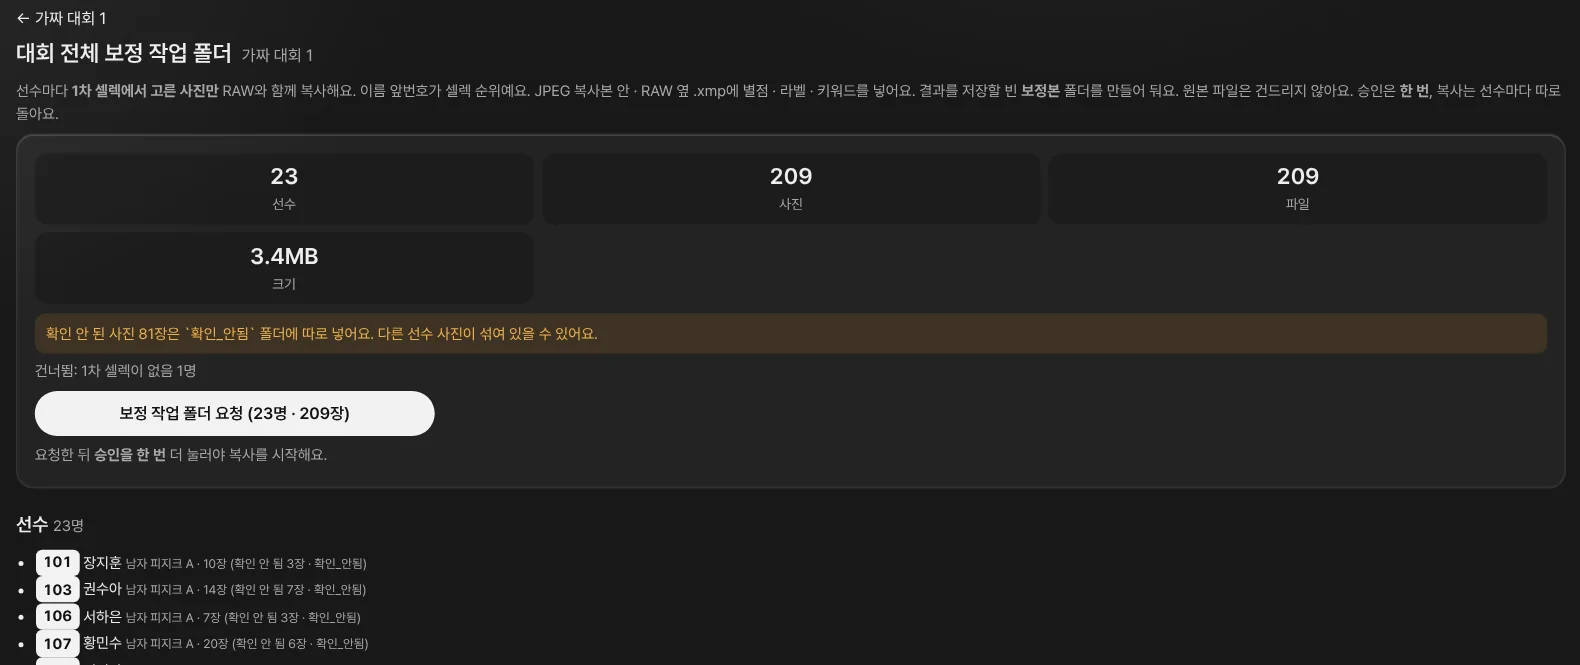 ← 가짜 대회 1
대회 전체 보정 작업 폴더 가짜 대회 1
선수마다 1차 셀렉에서 고른 사진만 RAW와 함께 복사해요. 이름 앞번호가 셀렉 순위예요. JPEG 복사본 안 · RAW 옆 .xmp에 별점 · 라벨 · 키워드를 넣어요. 결과를 저장할 빈 보정본 폴더를 만들어 둬요. 원본 파일은 건드리지 않아요. 승인은 한 번, 복사는 선수마다 따로
돌아요.
23
선수
209
사진
209
파일
3.4MB
크기
확인 안 된 사진 81장은 `확인_안됨` 폴더에 따로 넣어요. 다른 선수 사진이 섞여 있을 수 있어요.
건너뜀: 1차 셀렉이 없음 1명
보정 작업 폴더 요청 (23명 · 209장)
요청한 뒤 승인을 한 번 더 눌러야 복사를 시작해요.
선수 23명
• 101 장지훈 남자 피지크 A · 10장 (확인 안 됨 3장 · 확인_안됨)
• 103 권수아 남자 피지크 A · 14장 (확인 안 됨 7장 · 확인_안됨)
• 106 서하은 남자 피지크 A · 7장 (확인 안 됨 3장 · 확인_안됨)
• 107 황민수 남자 피지크 A · 20장 (확인 안 됨 6장 · 확인_안됨)